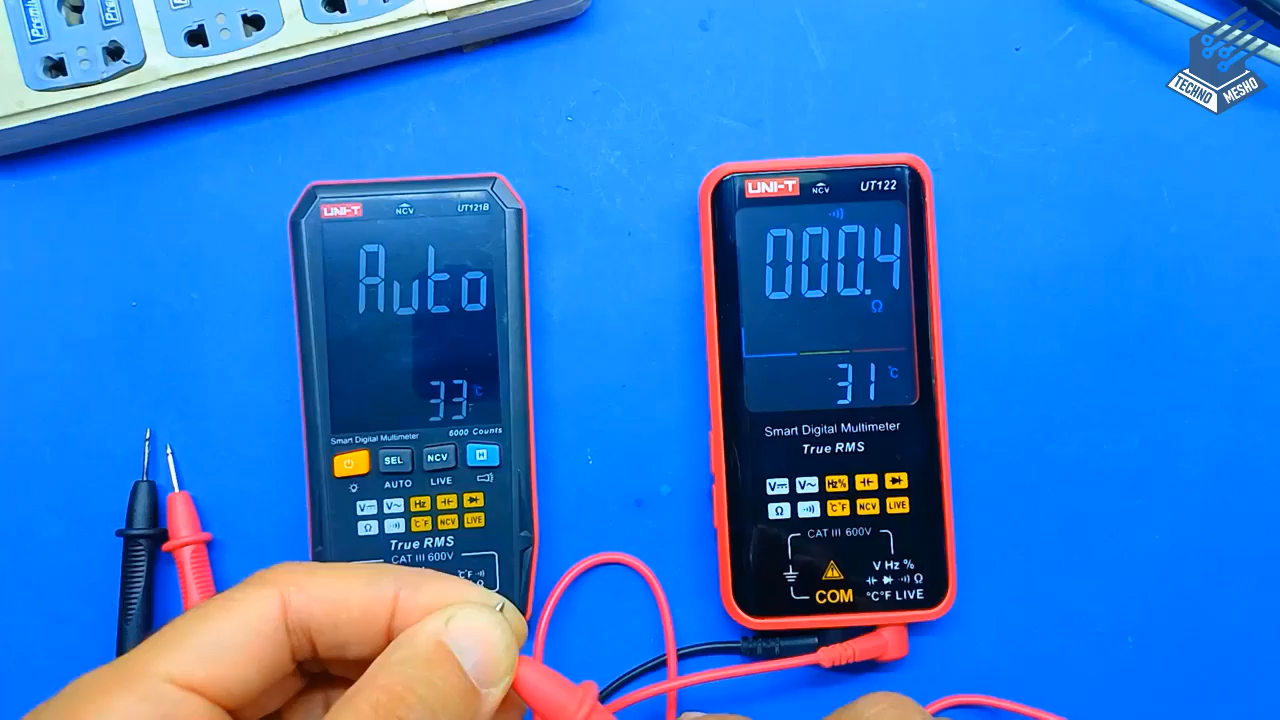 Premium
Prem
TECHNO
MESHO
UNI-T
NCV
UT121B
Auto
33 °C
Smart Digital Multimeter
6000 Counts
SEL
NCV
H
AUTO
LIVE
V
V~
Hz
Ω
°C°F
NCV
LIVE
True RMS
CAT III 600V
°C°F
UNI-T
NCV
UT122
000.4
Ω
31 °C
Smart Digital Multimeter
True RMS
V
V~
Hz%
Ω
°C°F
NCV
LIVE
CAT III 600V
V Hz %
Ω
COM
°C°F LIVE